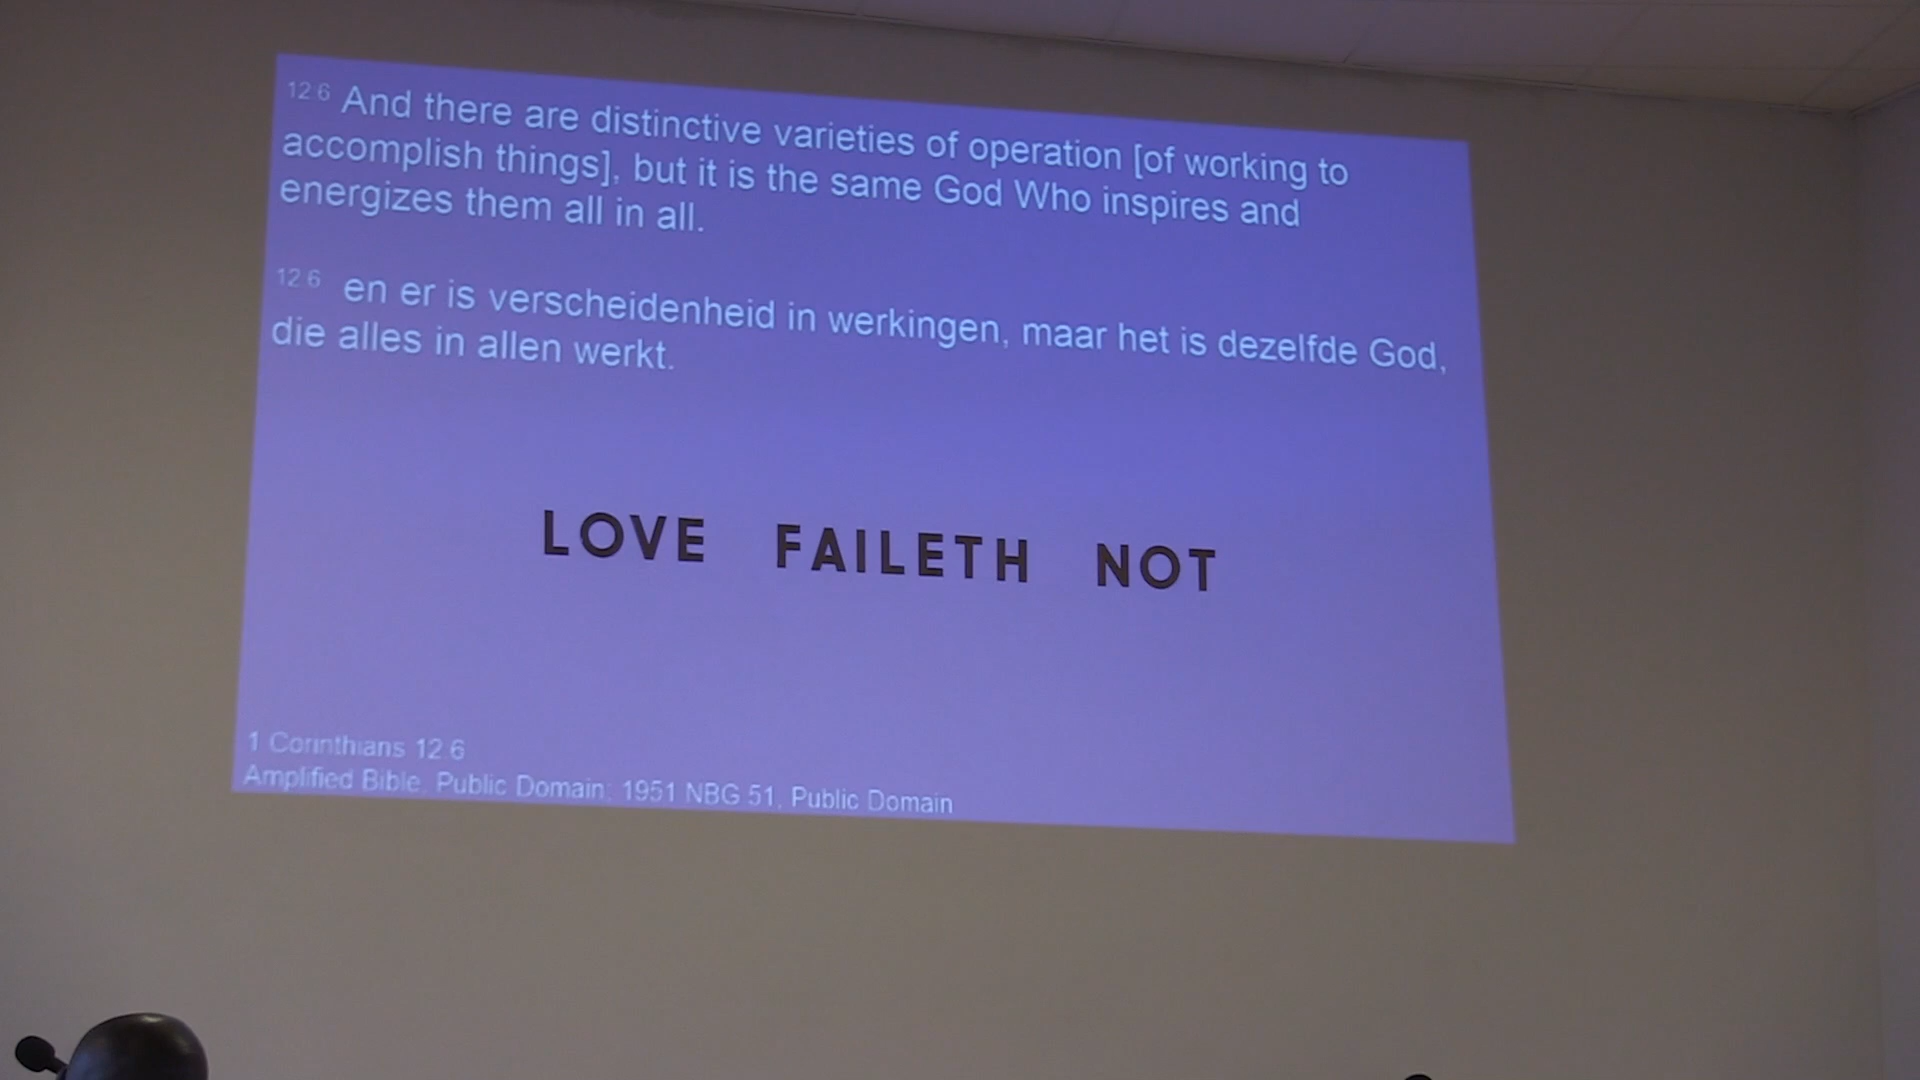 12:6 And there are distinctive varieties of operation [of working to
accomplish things], but it is the same God Who inspires and
energizes them all in all.
12:6 en er is verscheidenheid in werkingen, maar het is dezelfde God,
die alles in allen werkt.
LOVE FAILETH NOT
1 Corinthians 12:6
Amplified Bible, Public Domain; 1951 NBG 51, Public Domain